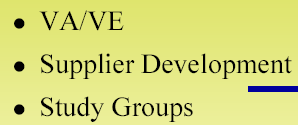 • VA/VE
• Supplier Development
• Study Groups